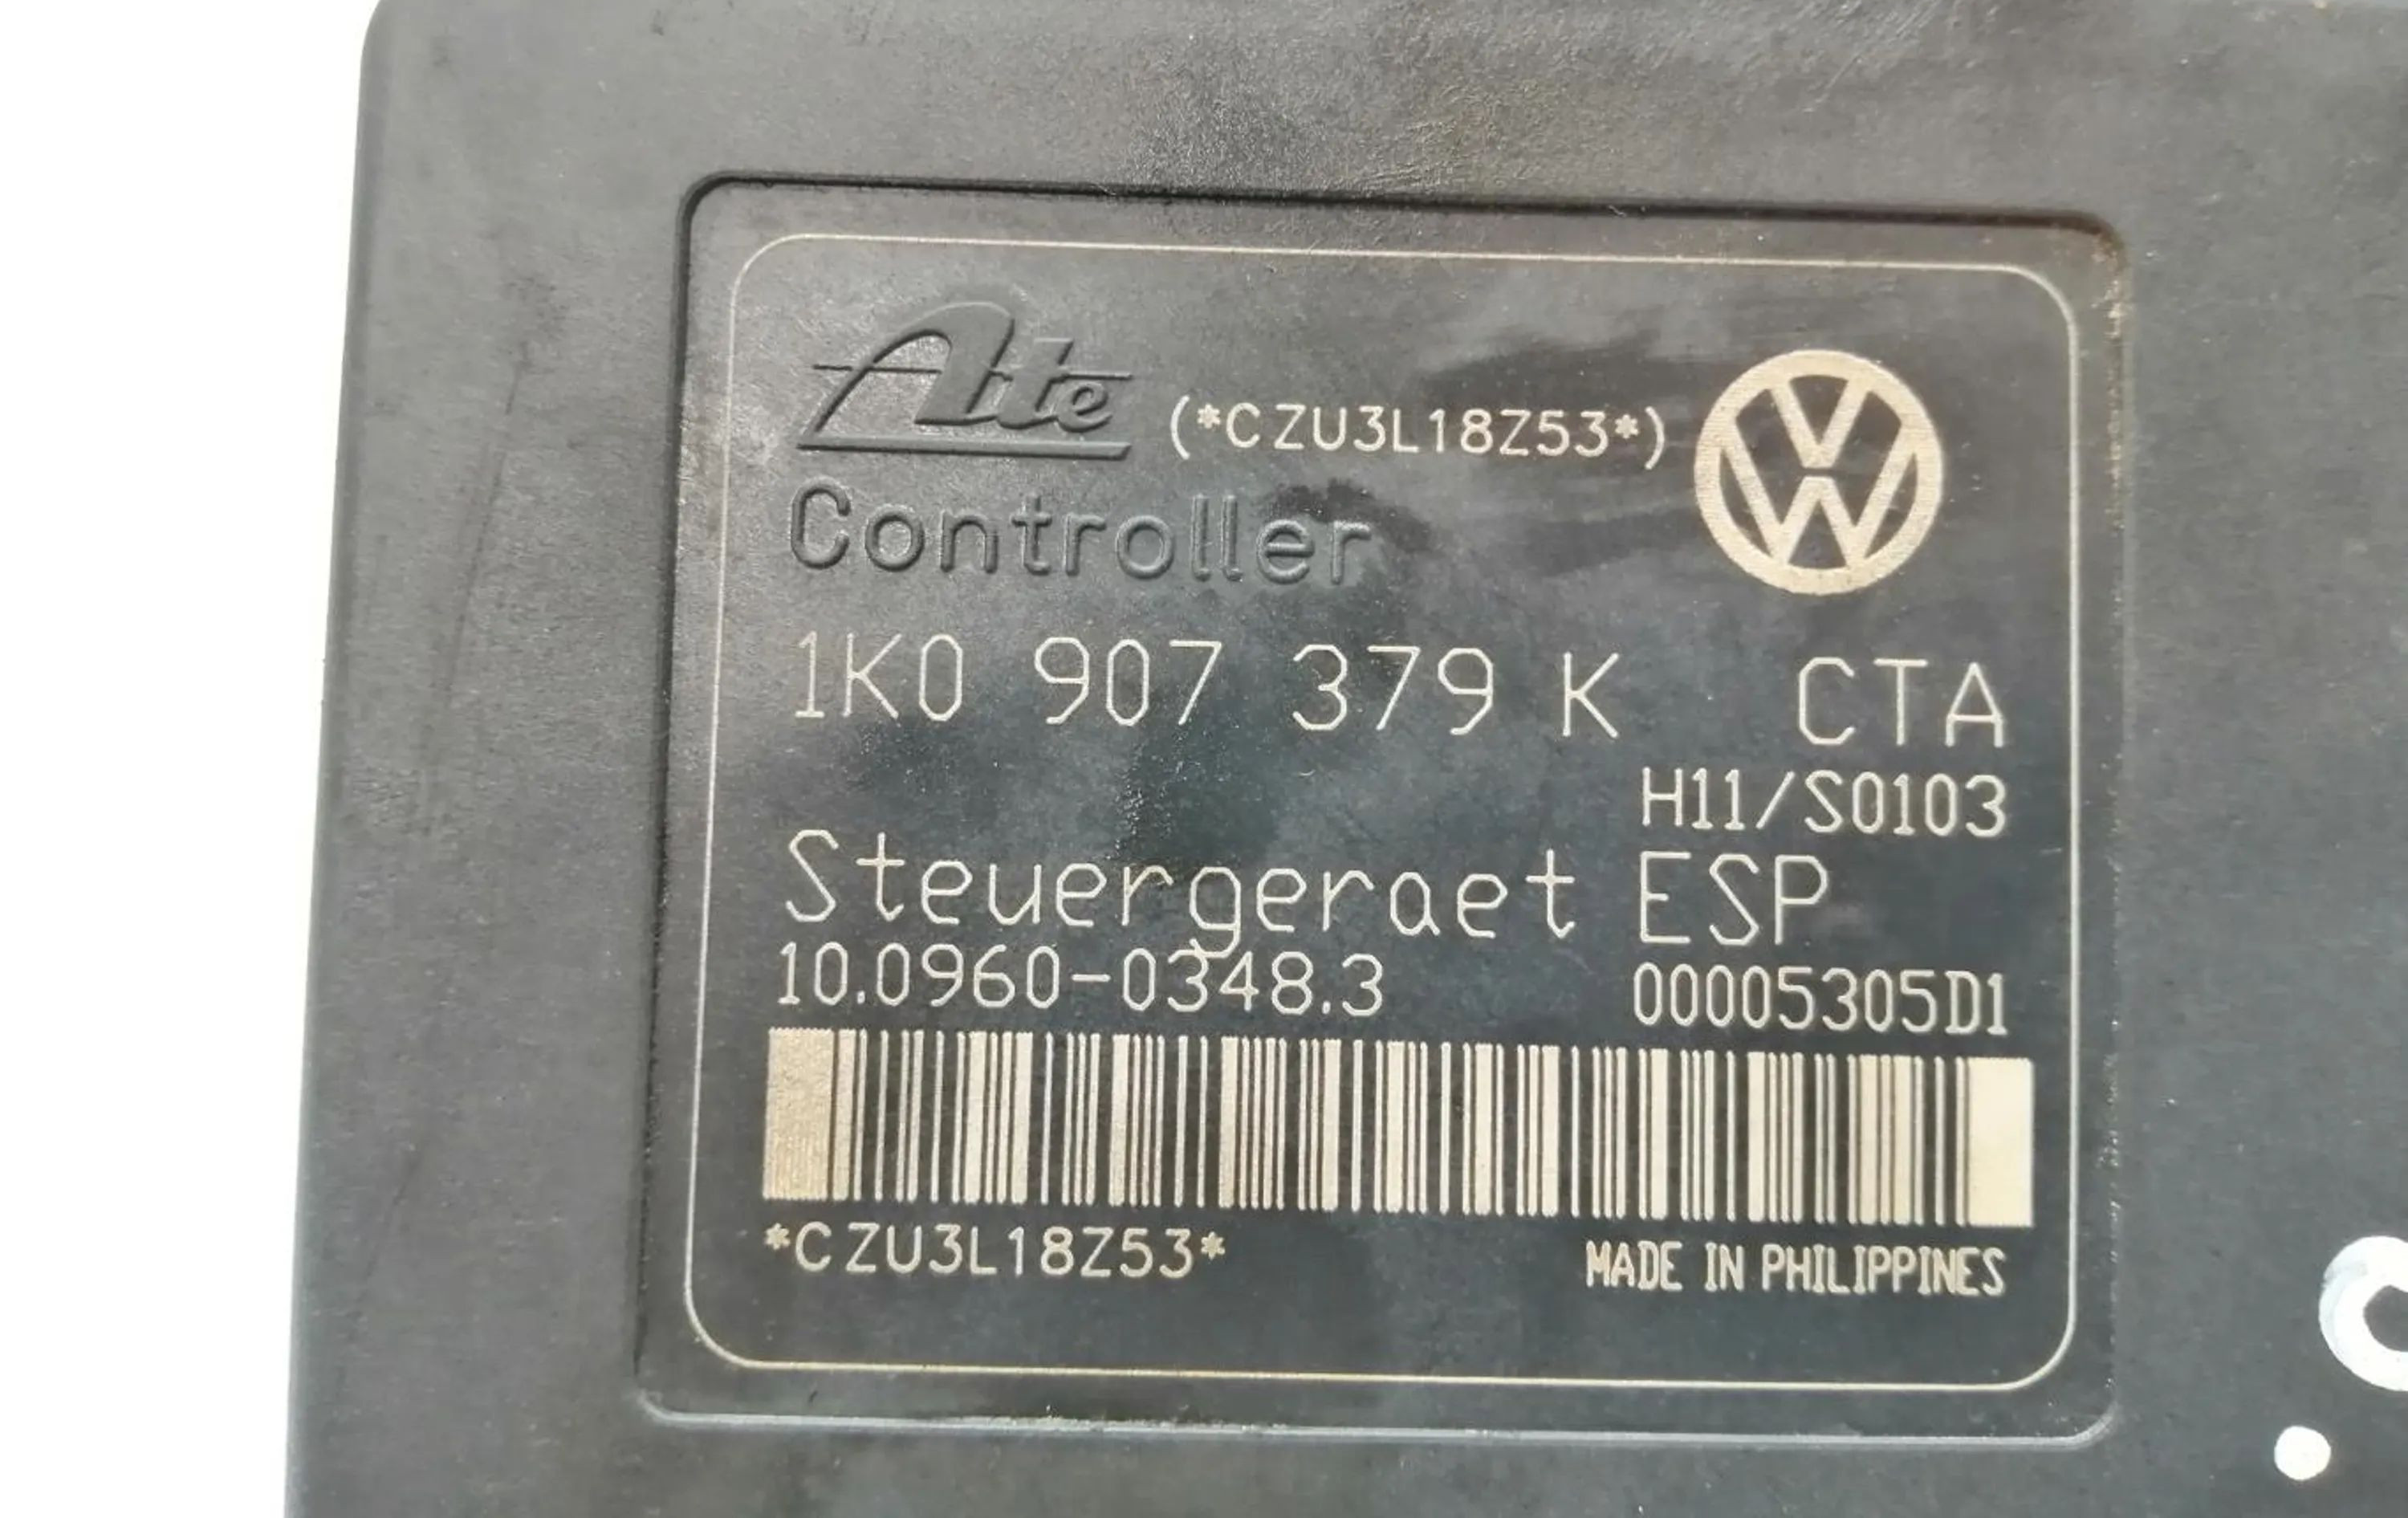 Ate (*CZU3L18Z53*)
Controller
1K0 907 379 K CTA
H11/S0103
Steuergeraet ESP
10.0960-0348.3 00005305D1
*CZU3L18Z53* MADE IN PHILIPPINES